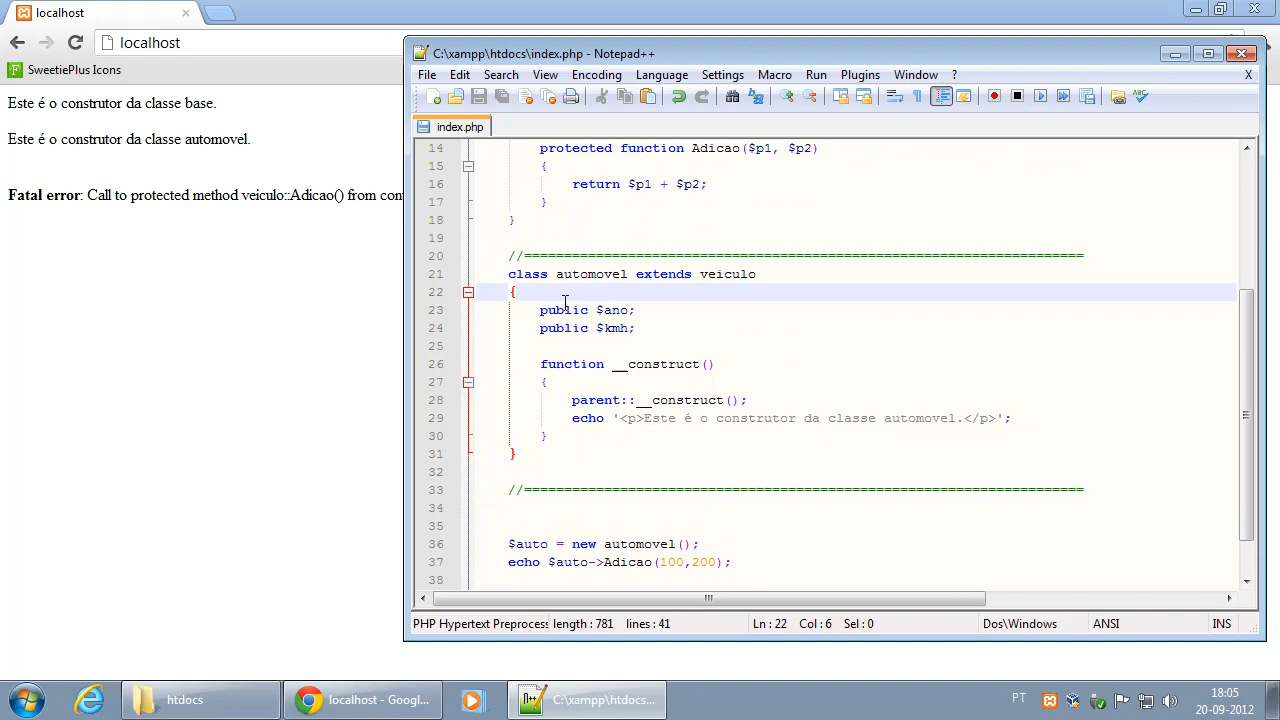 localhost
localhost
SweetiePlus Icons
Este é o construtor da classe base.
Este é o construtor da classe automovel.
Fatal error: Call to protected method veiculo::Adicao() from
C:\xampp\htdocs\index.php - Notepad++
File Edit Search View Encoding Language Settings Macro Run Plugins Window ? X
index.php
14 protected function Adicao($p1, $p2)
15 {
16 return $p1 + $p2;
17 }
18 }
19
20 //======================================================================
21 class automovel extends veiculo
22 {
23 public $ano;
24 public $kmh;
25
26 function __construct()
27 {
28 parent::__construct();
29 echo '<p>Este é o construtor da classe automovel.</p>';
30 }
31 }
32
33 //======================================================================
34
35
36 $auto = new automovel();
37 echo $auto->Adicao(100,200);
38
PHP Hypertext Preprocess length : 781 lines : 41 Ln : 22 Col : 6 Sel : 0 Dos\Windows ANSI INS
htdocs
localhost - Googl...
C:\xampp\htdocs...
PT
18:05
20-09-2012